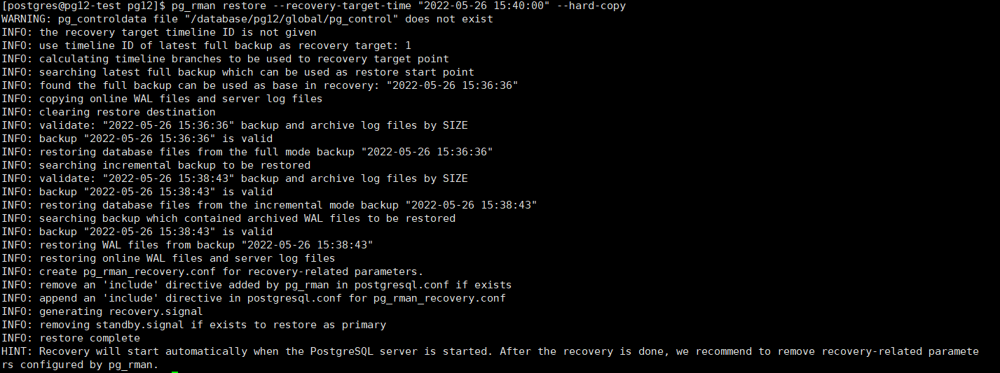 [postgres@pg12-test pg12]$ pg_rman restore --recovery-target-time "2022-05-26 15:40:00" --hard-copy
WARNING: pg_controldata file "/database/pg12/global/pg_control" does not exist
INFO: the recovery target timeline ID is not given
INFO: use timeline ID of latest full backup as recovery target: 1
INFO: calculating timeline branches to be used to recovery target point
INFO: searching latest full backup which can be used as restore start point
INFO: found the full backup can be used as base in recovery: "2022-05-26 15:36:36"
INFO: copying online WAL files and server log files
INFO: clearing restore destination
INFO: validate: "2022-05-26 15:36:36" backup and archive log files by SIZE
INFO: backup "2022-05-26 15:36:36" is valid
INFO: restoring database files from the full mode backup "2022-05-26 15:36:36"
INFO: searching incremental backup to be restored
INFO: validate: "2022-05-26 15:38:43" backup and archive log files by SIZE
INFO: backup "2022-05-26 15:38:43" is valid
INFO: restoring database files from the incremental mode backup "2022-05-26 15:38:43"
INFO: searching backup which contained archived WAL files to be restored
INFO: backup "2022-05-26 15:38:43" is valid
INFO: restoring WAL files from backup "2022-05-26 15:38:43"
INFO: restoring online WAL files and server log files
INFO: create pg_rman_recovery.conf for recovery-related parameters.
INFO: remove an 'include' directive added by pg_rman in postgresql.conf if exists
INFO: append an 'include' directive in postgresql.conf for pg_rman_recovery.conf
INFO: generating recovery.signal
INFO: removing standby.signal if exists to restore as primary
INFO: restore complete
HINT: Recovery will start automatically when the PostgreSQL server is started. After the recovery is done, we recommend to remove recovery-related paramete
rs configured by pg_rman.